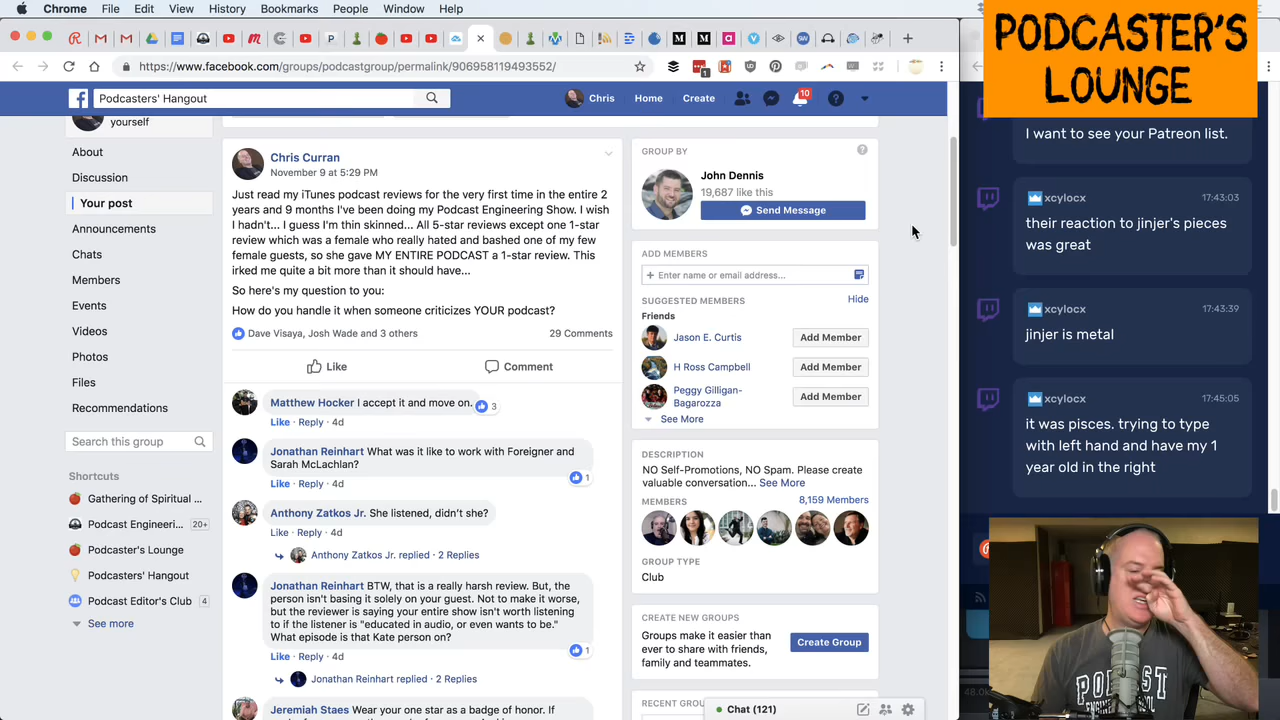 Chrome File Edit View History Bookmarks People Window Help
https://www.facebook.com/groups/podcastgroup/permalink/906958119493552/
1
Podcasters' Hangout
Chris Home Create 10
yourself
About
Discussion
Your post
Announcements
Chats
Members
Events
Videos
Photos
Files
Recommendations
Search this group
Shortcuts
Gathering of Spiritual ...
Podcast Engineeri... 20+
Podcaster's Lounge
Podcasters' Hangout
Podcast Editor's Club 4
See more
Chris Curran
November 9 at 5:29 PM
Just read my iTunes podcast reviews for the very first time in the entire 2
years and 9 months I've been doing my Podcast Engineering Show. I wish
I hadn't... I guess I'm thin skinned... All 5-star reviews except one 1-star
review which was a female who really hated and bashed one of my few
female guests, so she gave MY ENTIRE PODCAST a 1-star review. This
irked me quite a bit more than it should have...
So here's my question to you:
How do you handle it when someone criticizes YOUR podcast?
Dave Visaya, Josh Wade and 3 others 29 Comments
Like Comment
Matthew Hocker I accept it and move on. 3
Like · Reply · 4d
Jonathan Reinhart What was it like to work with Foreigner and
Sarah McLachlan?
1
Like · Reply · 4d
Anthony Zatkos Jr. She listened, didn't she?
Like · Reply · 4d
Anthony Zatkos Jr. replied · 2 Replies
Jonathan Reinhart BTW, that is a really harsh review. But, the
person isn't basing it solely on your guest. Not to make it worse,
but the reviewer is saying your entire show isn't worth listening
to if the listener is "educated in audio, or even wants to be."
What episode is that Kate person on?
1
Like · Reply · 4d
Jonathan Reinhart replied · 2 Replies
Jeremiah Staes Wear your one star as a badge of honor. If
GROUP BY
John Dennis
19,687 like this
Send Message
ADD MEMBERS
+ Enter name or email address...
SUGGESTED MEMBERS Hide
Friends
Jason E. Curtis Add Member
H Ross Campbell Add Member
Peggy Gilligan-
Bagarozza
Add Member
See More
DESCRIPTION
NO Self-Promotions, NO Spam. Please create
valuable conversation... See More
MEMBERS 8,159 Members
GROUP TYPE
Club
CREATE NEW GROUPS
Groups make it easier than
ever to share with friends,
family and teammates.
Create Group
RECENT GROU
Chat (121)
PODCASTER'S
LOUNGE
I want to see your Patreon list.
xcylocx 17:43:03
their reaction to jinjer's pieces
was great
xcylocx 17:43:39
jinjer is metal
xcylocx 17:45:05
it was pisces. trying to type
with left hand and have my 1
year old in the right
48.0k